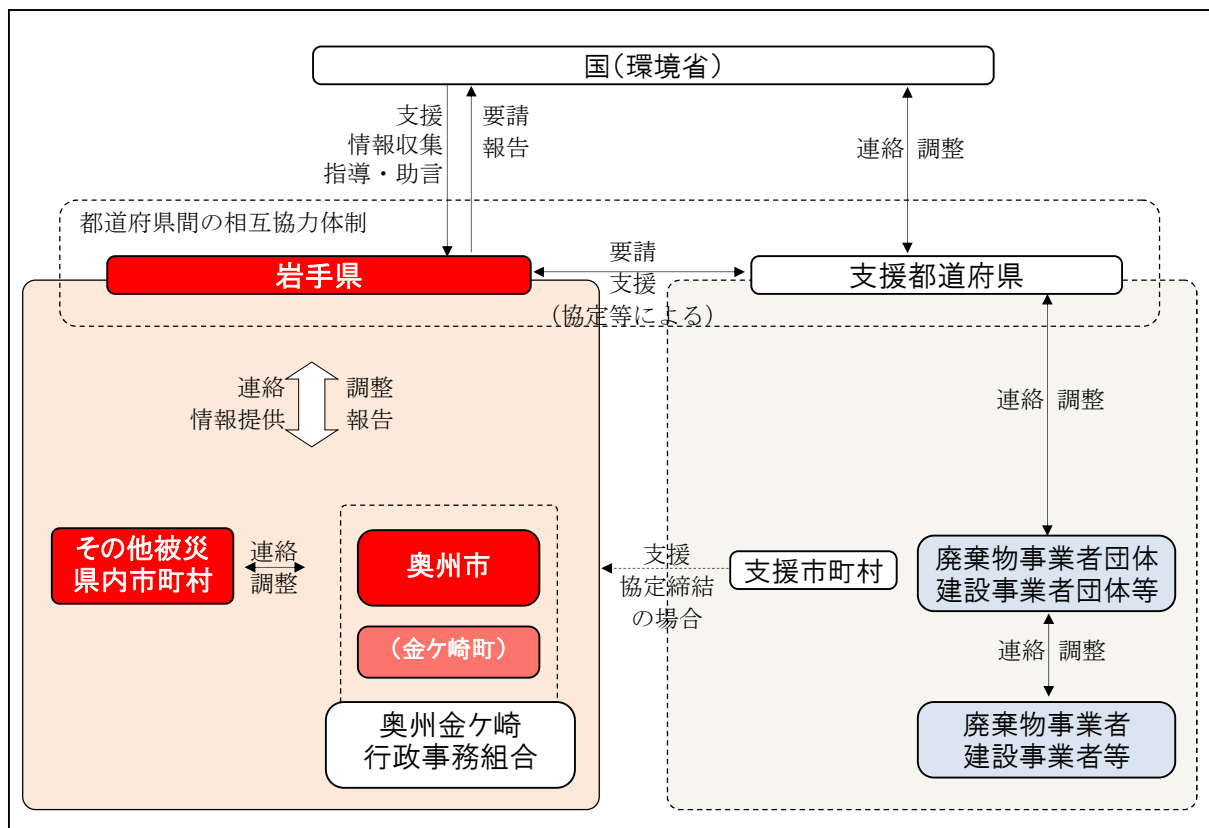 国（環境省）
支援
情報収集
指導・助言
要請
報告
連絡 調整
都道府県間の相互協力体制
岩手県
要請
支援
（協定等による）
支援都道府県
連絡
情報提供
調整
報告
連絡 調整
その他被災
県内市町村
連絡
調整
奥州市
（金ケ崎町）
奥州金ケ崎
行政事務組合
支援
協定締結
の場合
支援市町村
廃棄物事業者団体
建設事業者団体等
連絡 調整
廃棄物事業者
建設事業者等